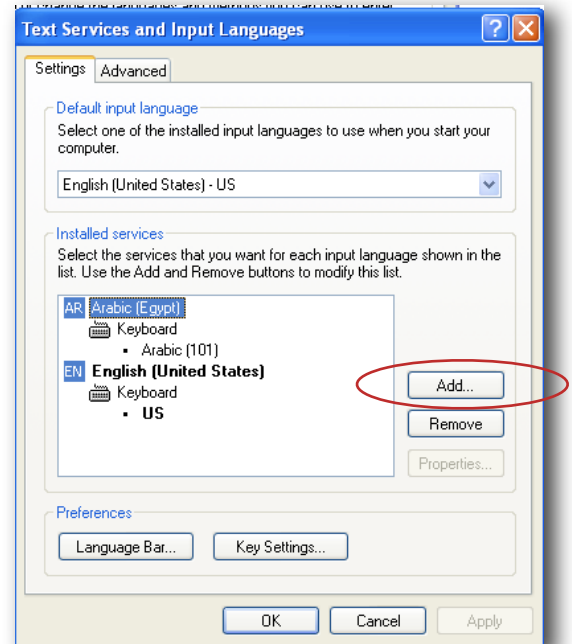 Text Services and Input Languages
Settings
Advanced
Default input language
Select one of the installed input languages to use when you start your
computer.
English (United States) - US
Installed services
Select the services that you want for each input language shown in the
list. Use the Add and Remove buttons to modify this list.
AR Arabic (Egypt)
Keyboard
• Arabic (101)
EN English (United States)
Keyboard
• US
Add...
Remove
Properties...
Preferences
Language Bar...
Key Settings...
OK
Cancel
Apply